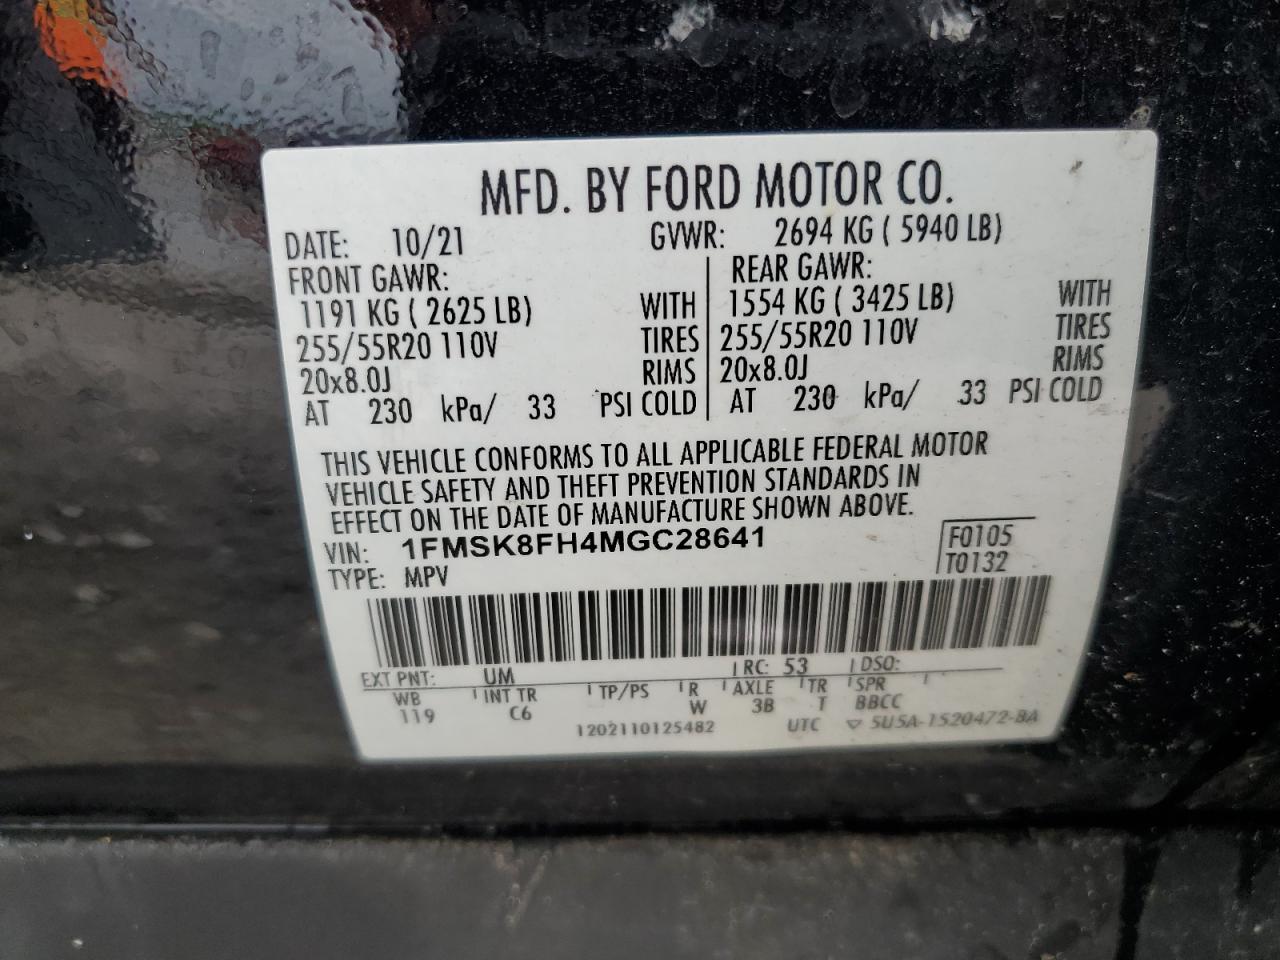 MFD. BY FORD MOTOR CO.
DATE: 10/21 GVWR: 2694 KG ( 5940 LB)
FRONT GAWR: REAR GAWR:
1191 KG ( 2625 LB) WITH 1554 KG ( 3425 LB) WITH
255/55R20 110V TIRES 255/55R20 110V TIRES
20x8.0J RIMS 20x8.0J RIMS
AT 230 kPa/ 33 PSI COLD AT 230 kPa/ 33 PSI COLD
THIS VEHICLE CONFORMS TO ALL APPLICABLE FEDERAL MOTOR
VEHICLE SAFETY AND THEFT PREVENTION STANDARDS IN
EFFECT ON THE DATE OF MANUFACTURE SHOWN ABOVE.
VIN: 1FMSK8FH4MGC28641 F0105
TYPE: MPV T0132
EXT PNT: UM RC: 53 DSO:
WB INT TR TP/PS R AXLE TR SPR
119 C6 W 3B T BBCC
1202110125482 UTC ▽ 5U5A-1520472-BA